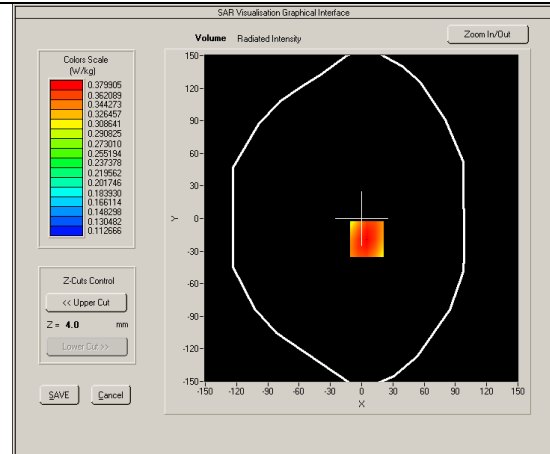 SAR Visualisation Graphical Interface
Volume Radiated Intensity
Zoom In/Out
Colors Scale
(W/kg)
0.379905
0.362089
0.344273
0.326457
0.308641
0.290825
0.273010
0.255194
0.237378
0.219562
0.201746
0.183930
0.166114
0.148298
0.130482
0.112666
Z-Cuts Control
<< Upper Cut
Z = 4.0 mm
Lower Cut >>
SAVE Cancel
150
120
90
60
30
0
-30
-60
-90
-120
-150
Y
-150 -120 -90 -60 -30 0 30 60 90 120 150
X